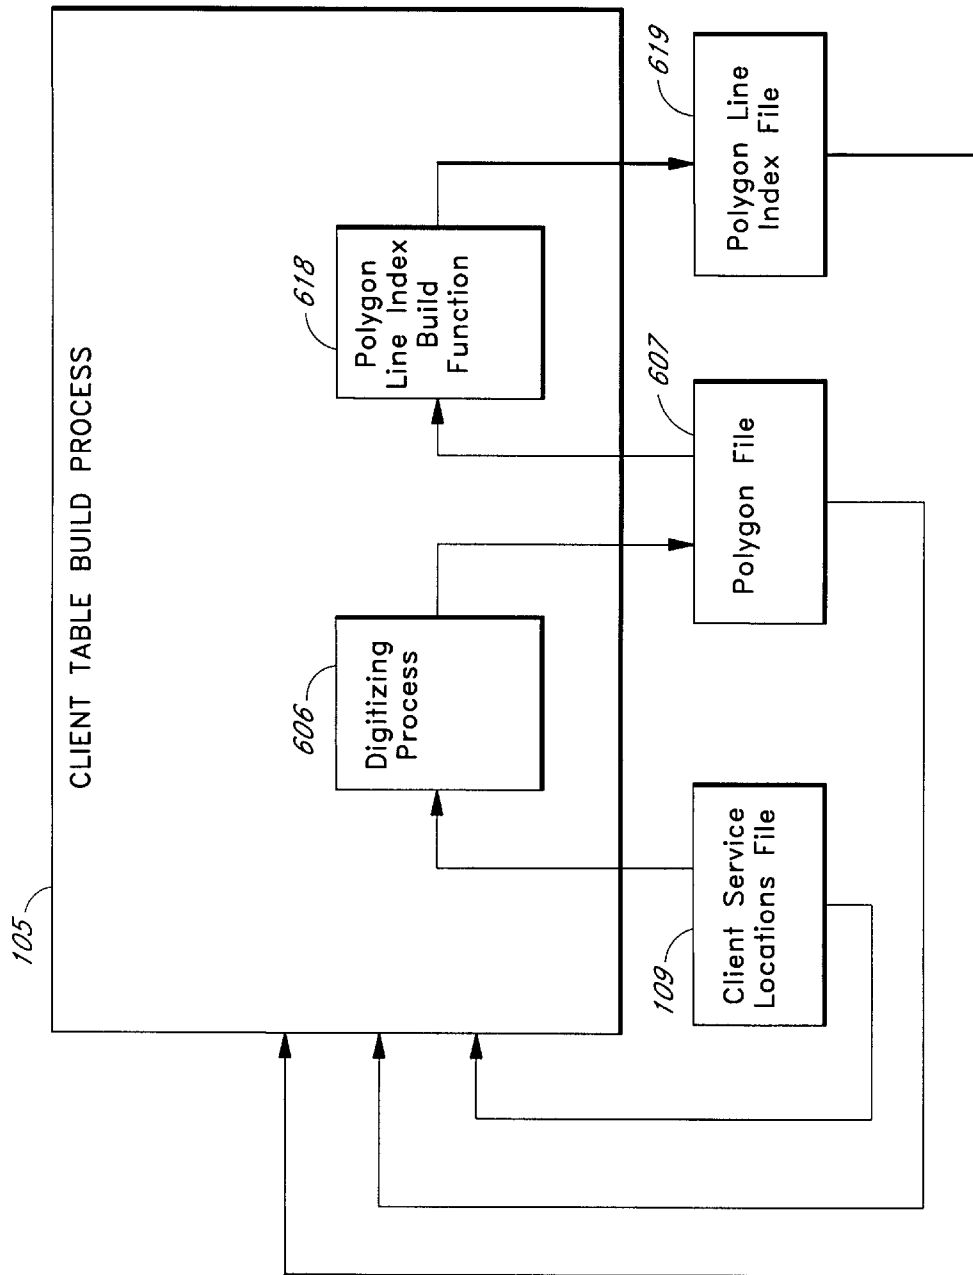 CLIENT TABLE BUILD PROCESS
105
606
Digitizing
Process
618
Polygon
Line Index
Build
Function
109
Client Service
Locations File
607
Polygon File
619
Polygon Line
Index File